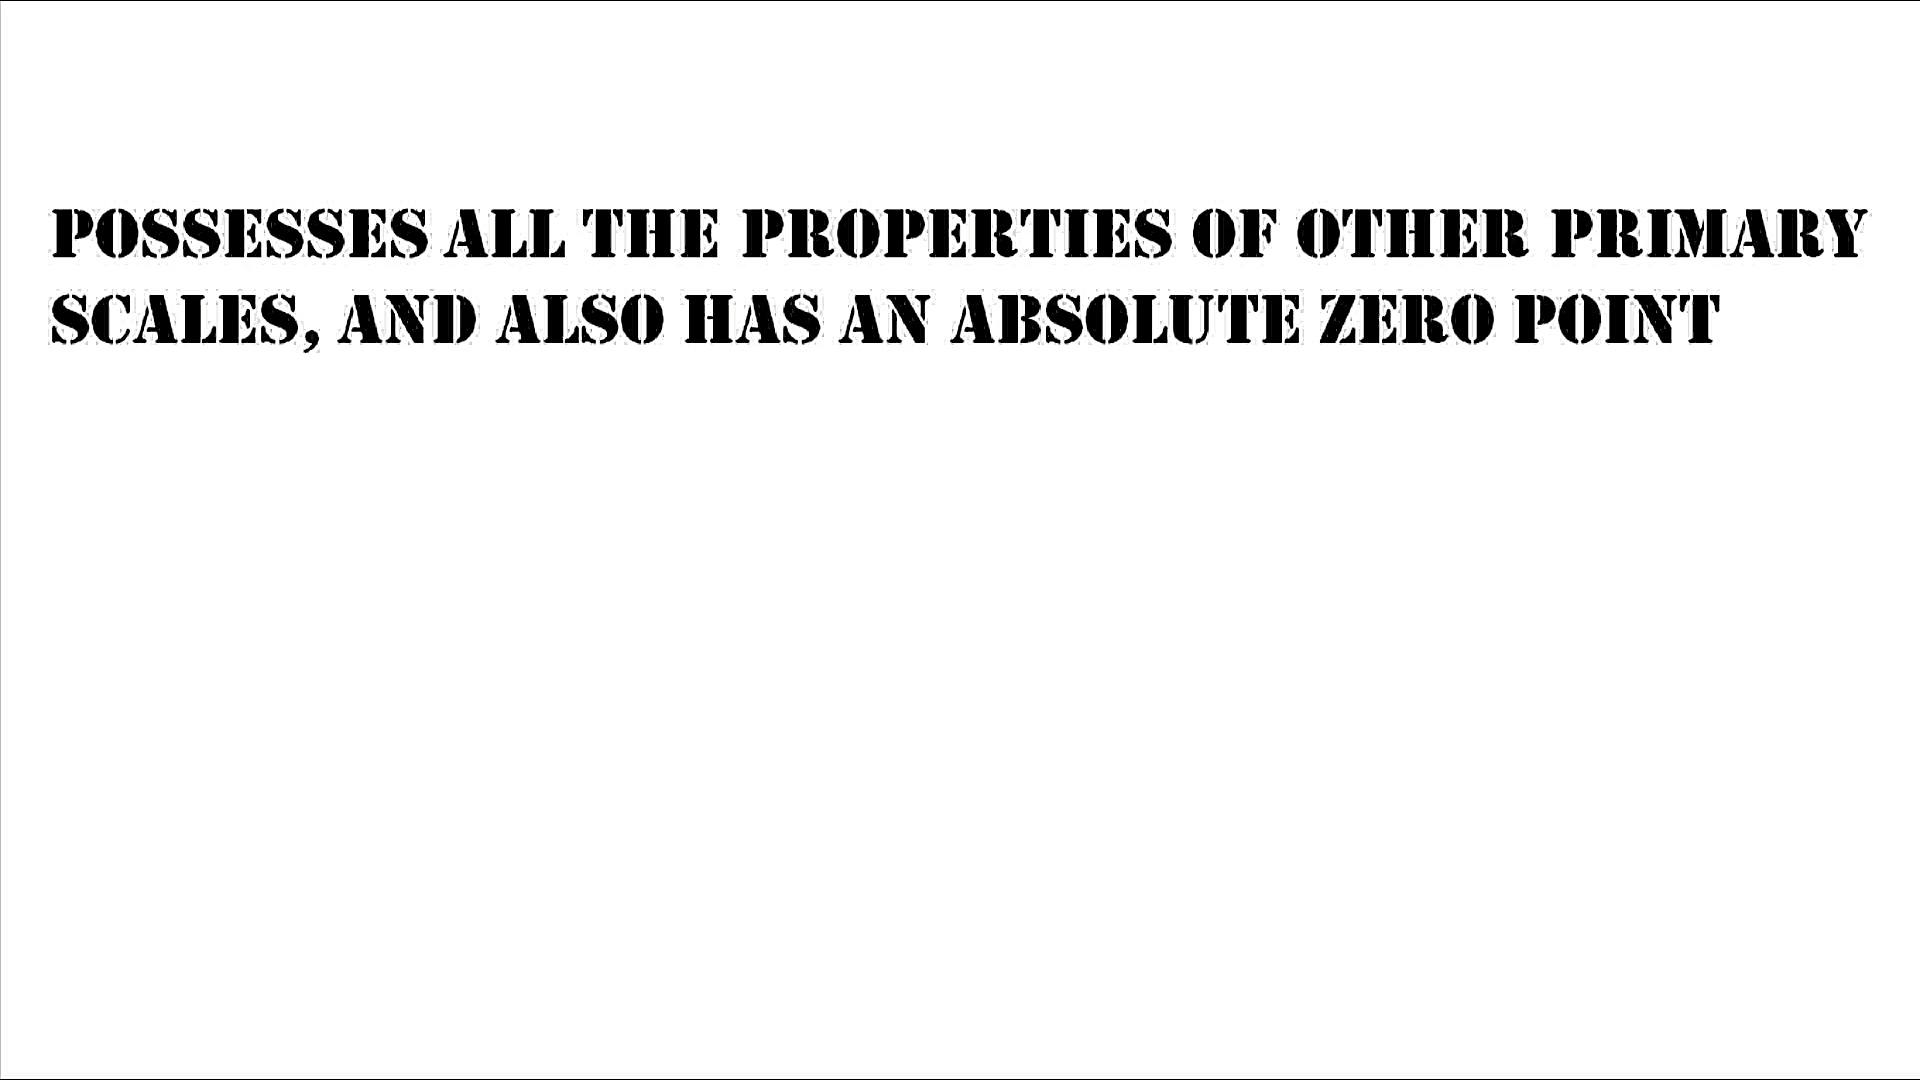 POSSESSES ALL THE PROPERTIES OF OTHER PRIMARY
SCALES, AND ALSO HAS AN ABSOLUTE ZERO POINT